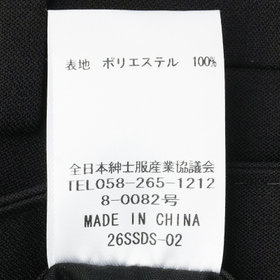 表地 ポリエステル 100%
全日本紳士服産業協議会
TEL058-265-1212
8-0082号
MADE IN CHINA
26SSDS-02